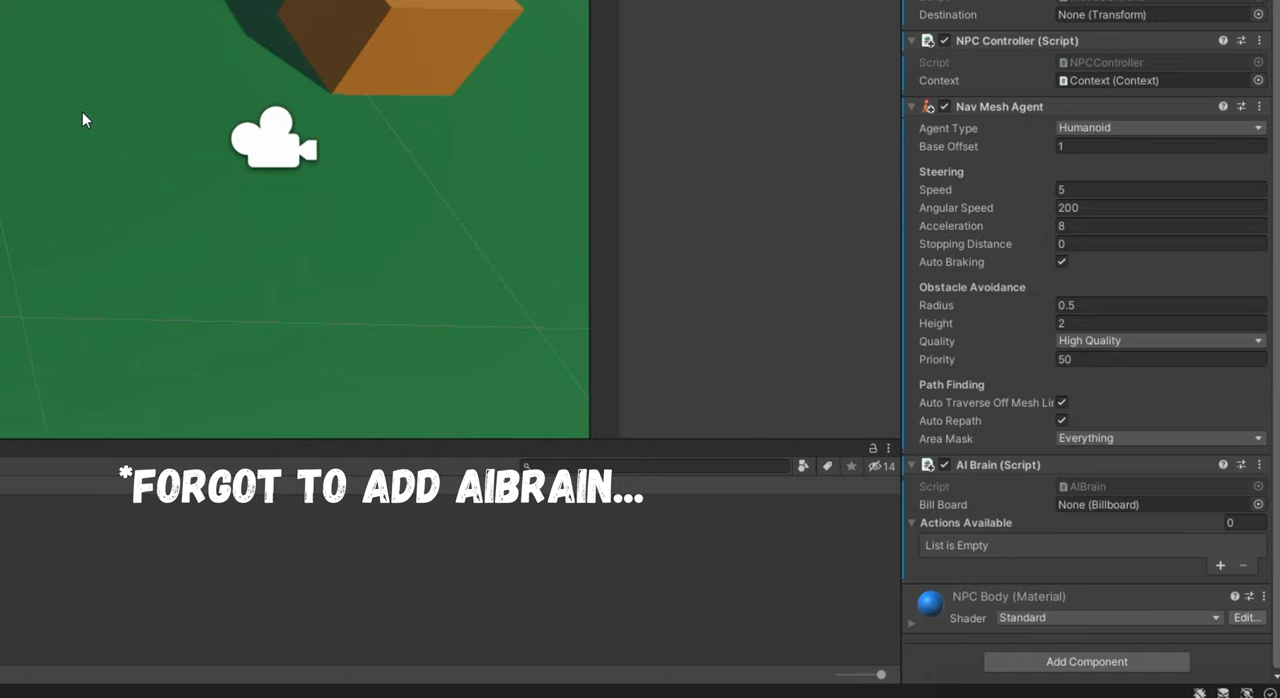 Destination
None (Transform)
NPC Controller (Script)
Script
NPCController
Context
Context (Context)
Nav Mesh Agent
Agent Type
Humanoid
Base Offset
1
Steering
Speed
5
Angular Speed
200
Acceleration
8
Stopping Distance
0
Auto Braking
Obstacle Avoidance
Radius
0.5
Height
2
Quality
High Quality
Priority
50
Path Finding
Auto Traverse Off Mesh Lin
Auto Repath
Area Mask
Everything
14
*FORGOT TO ADD AIBRAIN...
AI Brain (Script)
Script
AIBrain
Bill Board
None (Billboard)
Actions Available
0
List is Empty
NPC Body (Material)
Shader
Standard
Edit...
Add Component